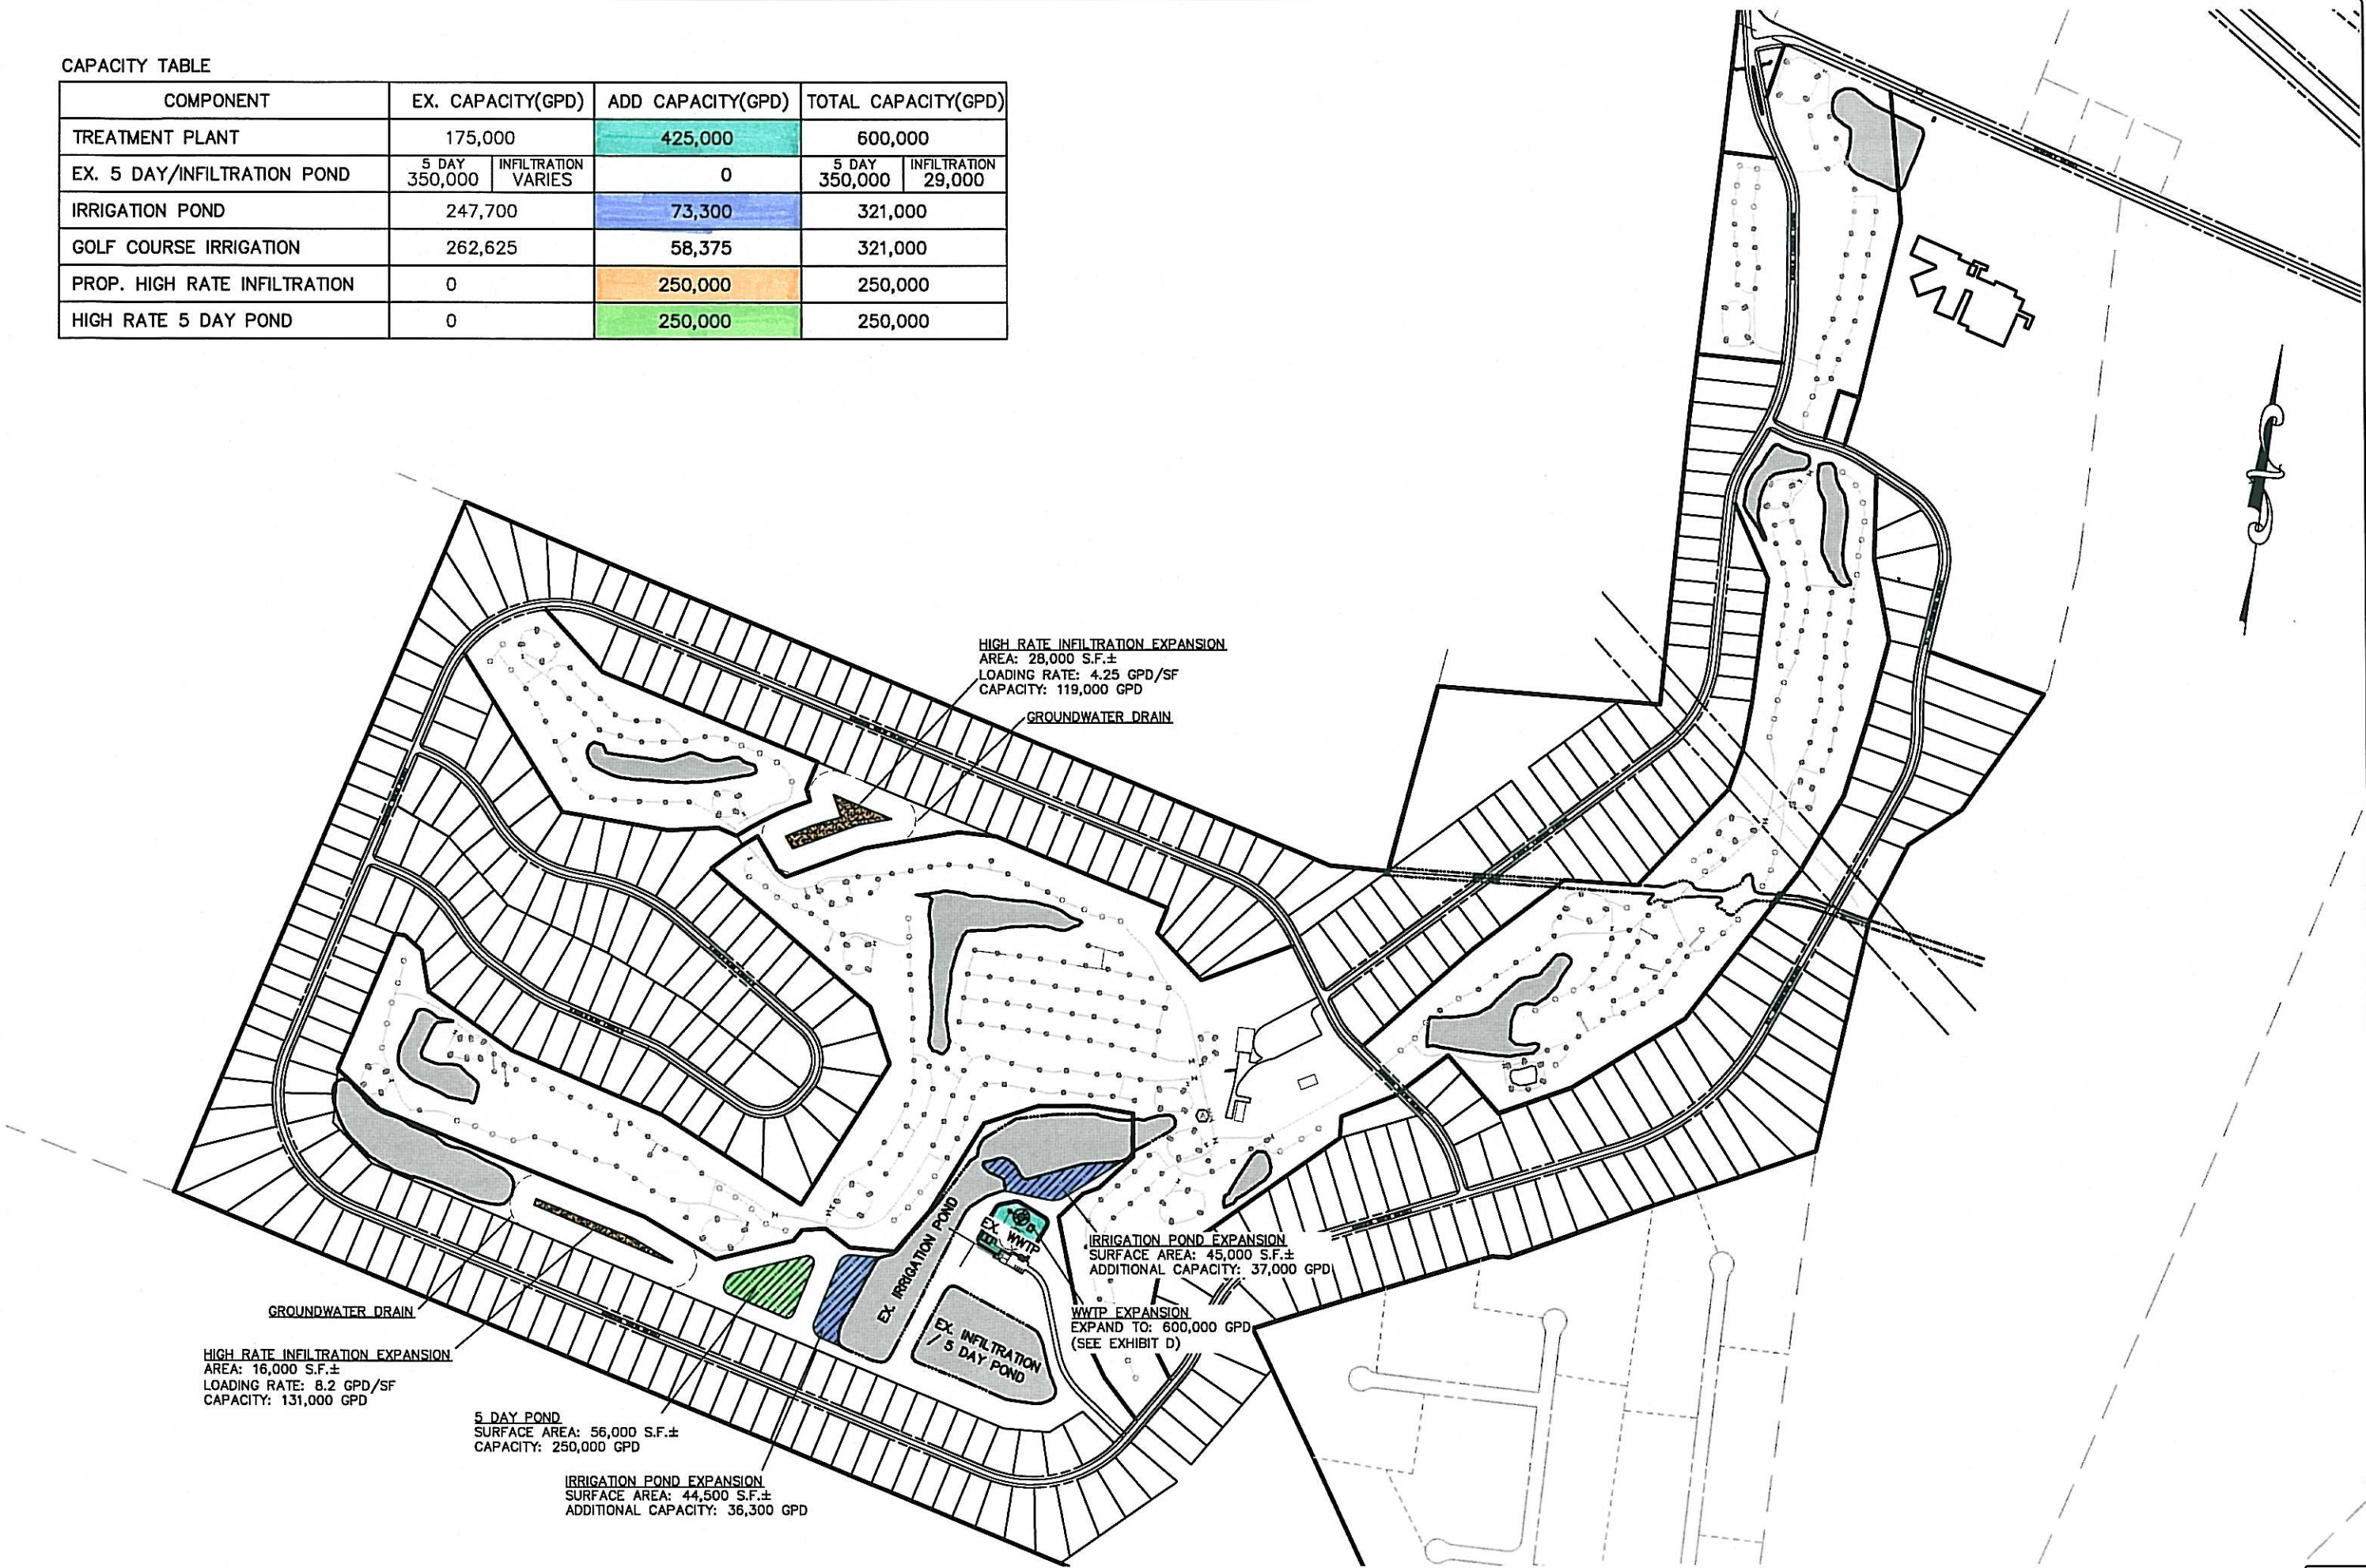 CAPACITY TABLE
COMPONENT EX. CAPACITY(GPD) ADD CAPACITY(GPD) TOTAL CAPACITY(GPD)
TREATMENT PLANT 175,000 425,000 600,000
EX. 5 DAY/INFILTRATION POND 5 DAY 350,000 INFILTRATION VARIES 0 5 DAY 350,000 INFILTRATION 29,000
IRRIGATION POND 247,700 73,300 321,000
GOLF COURSE IRRIGATION 262,625 58,375 321,000
PROP. HIGH RATE INFILTRATION 0 250,000 250,000
HIGH RATE 5 DAY POND 0 250,000 250,000
HIGH RATE INFILTRATION EXPANSION
AREA: 28,000 S.F.±
LOADING RATE: 4.25 GPD/SF
CAPACITY: 119,000 GPD
GROUNDWATER DRAIN
EX. IRRIGATION POND
EX. WWTP
EX. INFILTRATION
/ 5 DAY POND
IRRIGATION POND EXPANSION
SURFACE AREA: 45,000 S.F.±
ADDITIONAL CAPACITY: 37,000 GPD
WWTP EXPANSION
EXPAND TO: 600,000 GPD
(SEE EXHIBIT D)
GROUNDWATER DRAIN
HIGH RATE INFILTRATION EXPANSION
AREA: 16,000 S.F.±
LOADING RATE: 8.2 GPD/SF
CAPACITY: 131,000 GPD
5 DAY POND
SURFACE AREA: 56,000 S.F.±
CAPACITY: 250,000 GPD
IRRIGATION POND EXPANSION
SURFACE AREA: 44,500 S.F.±
ADDITIONAL CAPACITY: 36,300 GPD